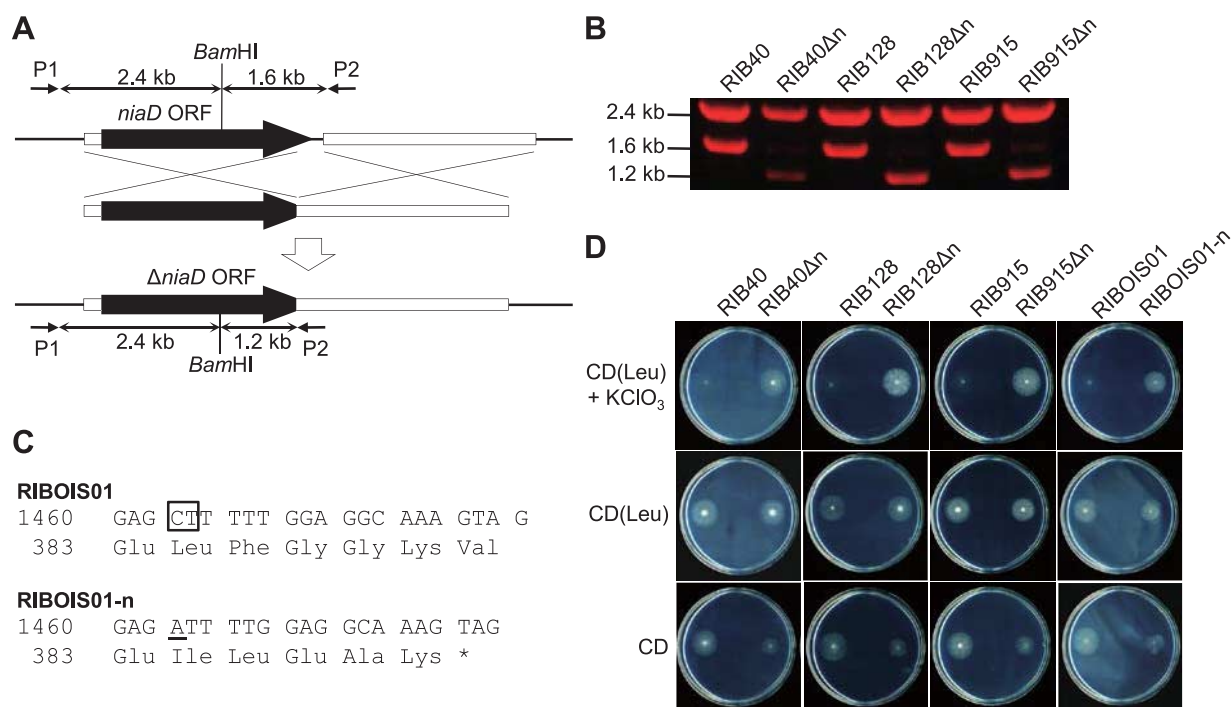 A
BamHI
P1
2.4 kb
1.6 kb
P2
niaD ORF
ΔniaD ORF
P1
2.4 kb
1.2 kb
P2
BamHI
B
RIB40
RIB40Δn
RIB128
RIB128Δn
RIB915
RIB915Δn
2.4 kb
1.6 kb
1.2 kb
C
RIBOIS01
1460 GAG CTT TTT GGA GGC AAA GTA G
383 Glu Leu Phe Gly Gly Lys Val
RIBOIS01-n
1460 GAG ATT TTG GAG GCA AAG TAG
383 Glu Ile Leu Glu Ala Lys *
D
RIB40
RIB40Δn
RIB128
RIB128Δn
RIB915
RIB915Δn
RIBOIS01
RIBOIS01-n
CD(Leu)
+ KClO₃
CD(Leu)
CD